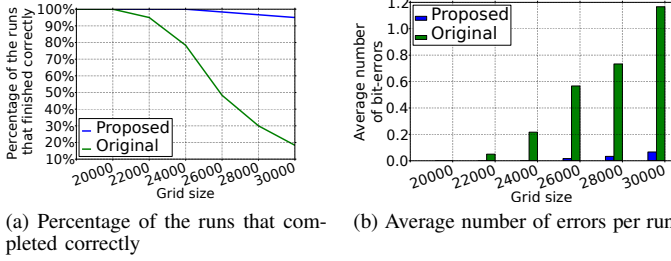 Percentage of the runs
that finished correctly
100%
90%
80%
70%
60%
50%
40%
30%
20%
10%
Proposed
Original
20000 22000 24000 26000 28000 30000
Grid size
(a) Percentage of the runs that com-
pleted correctly
Average number
of bit-errors
1.2
1.0
0.8
0.6
0.4
0.2
0.0
Proposed
Original
20000 22000 24000 26000 28000 30000
Grid size
(b) Average number of errors per run